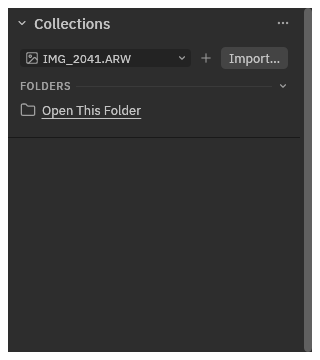 Collections
IMG_2041.ARW
Import...
FOLDERS
Open This Folder